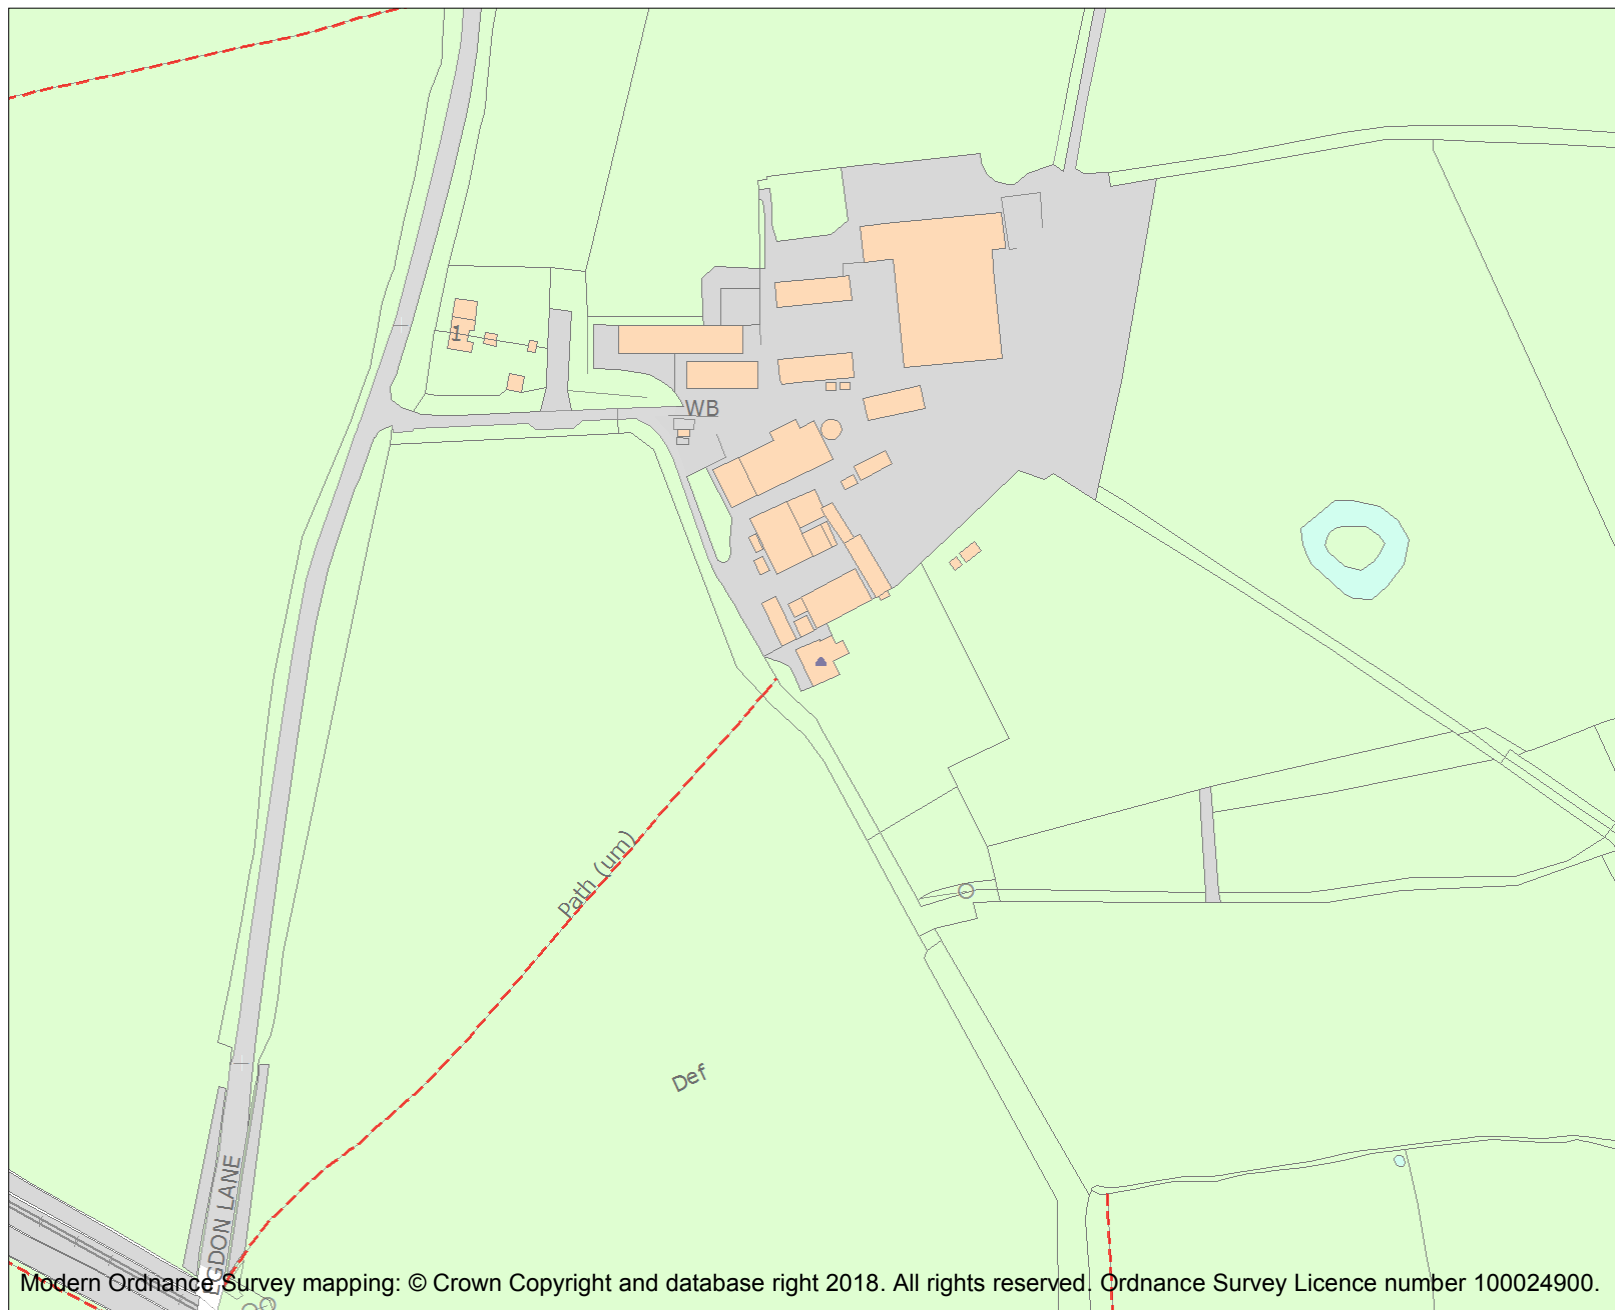 1
WB
Path (um)
Def
GDON LANE
Modern Ordnance Survey mapping: © Crown Copyright and database right 2018. All rights reserved. Ordnance Survey Licence number 100024900.